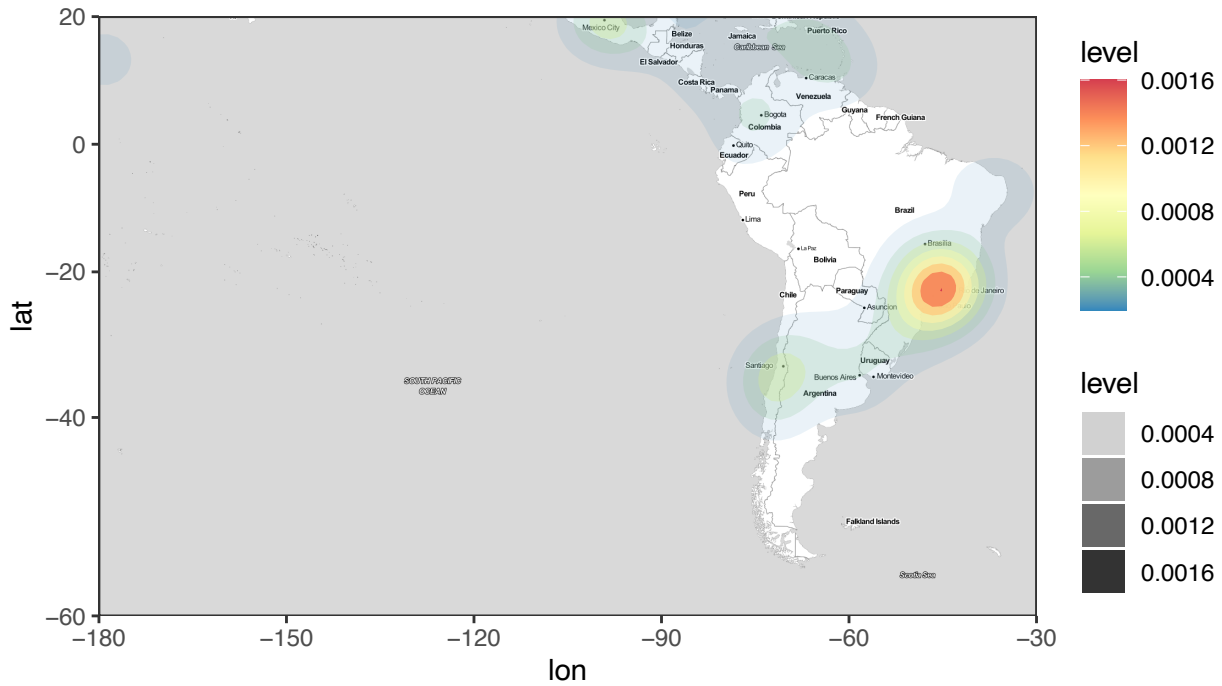 20
0
−20
−40
−60
lat
−180
−150
−120
−90
−60
−30
lon
Mexico City
Belize
Honduras
El Salvador
Costa Rica
Panama
Jamaica
Caribbean Sea
Puerto Rico
Caracas
Venezuela
Guyana
French Guiana
Bogota
Colombia
Quito
Ecuador
Peru
Lima
Brazil
Brasilia
La Paz
Bolivia
Chile
Paraguay
Asuncion
de Janeiro
Santiago
Uruguay
Buenos Aires
Montevideo
Argentina
SOUTH PACIFIC
OCEAN
Falkland Islands
Scotia Sea
level
0.0016
0.0012
0.0008
0.0004
level
0.0004
0.0008
0.0012
0.0016